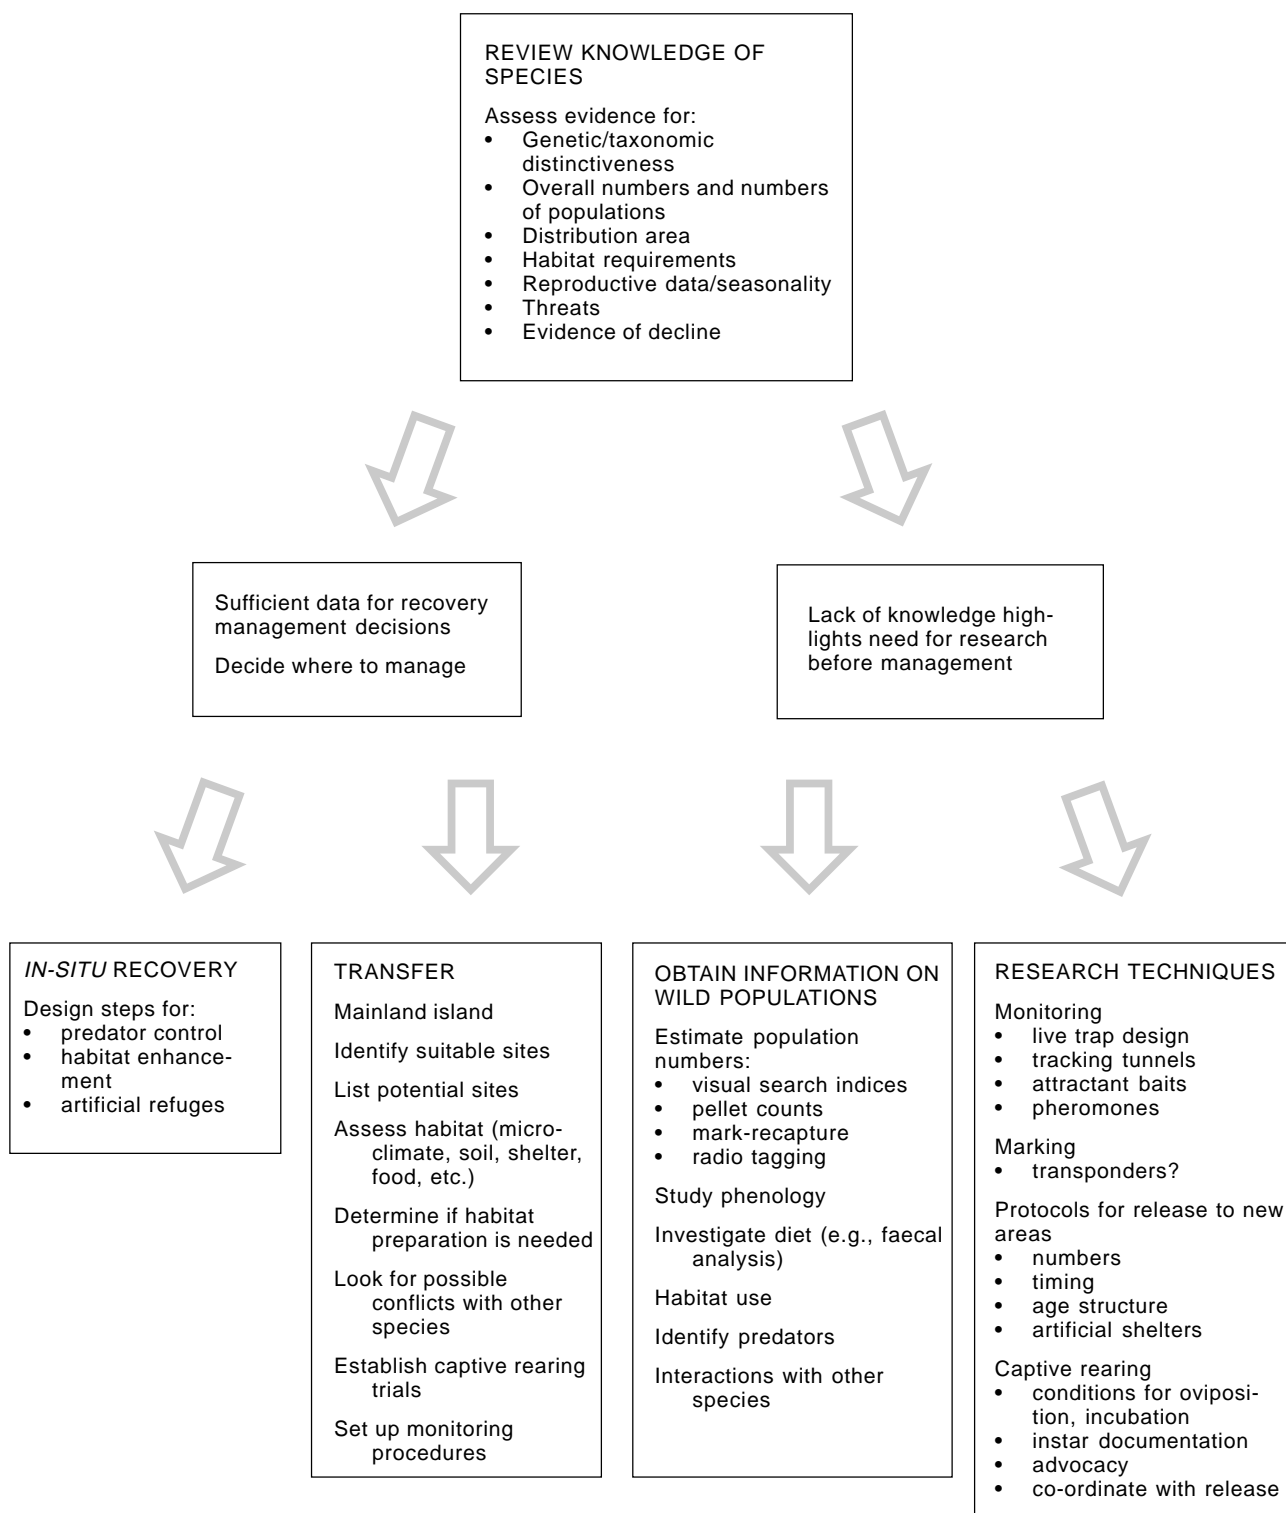 REVIEW KNOWLEDGE OF
SPECIES
Assess evidence for:
• Genetic/taxonomic
distinctiveness
• Overall numbers and numbers
of populations
• Distribution area
• Habitat requirements
• Reproductive data/seasonality
• Threats
• Evidence of decline
Sufficient data for recovery
management decisions
Decide where to manage
Lack of knowledge high-
lights need for research
before management
IN-SITU RECOVERY
Design steps for:
• predator control
• habitat enhance-
ment
• artificial refuges
TRANSFER
Mainland island
Identify suitable sites
List potential sites
Assess habitat (micro-
climate, soil, shelter,
food, etc.)
Determine if habitat
preparation is needed
Look for possible
conflicts with other
species
Establish captive rearing
trials
Set up monitoring
procedures
OBTAIN INFORMATION ON
WILD POPULATIONS
Estimate population
numbers:
• visual search indices
• pellet counts
• mark-recapture
• radio tagging
Study phenology
Investigate diet (e.g., faecal
analysis)
Habitat use
Identify predators
Interactions with other
species
RESEARCH TECHNIQUES
Monitoring
• live trap design
• tracking tunnels
• attractant baits
• pheromones
Marking
• transponders?
Protocols for release to new
areas
• numbers
• timing
• age structure
• artificial shelters
Captive rearing
• conditions for oviposi-
tion, incubation
• instar documentation
• advocacy
• co-ordinate with release